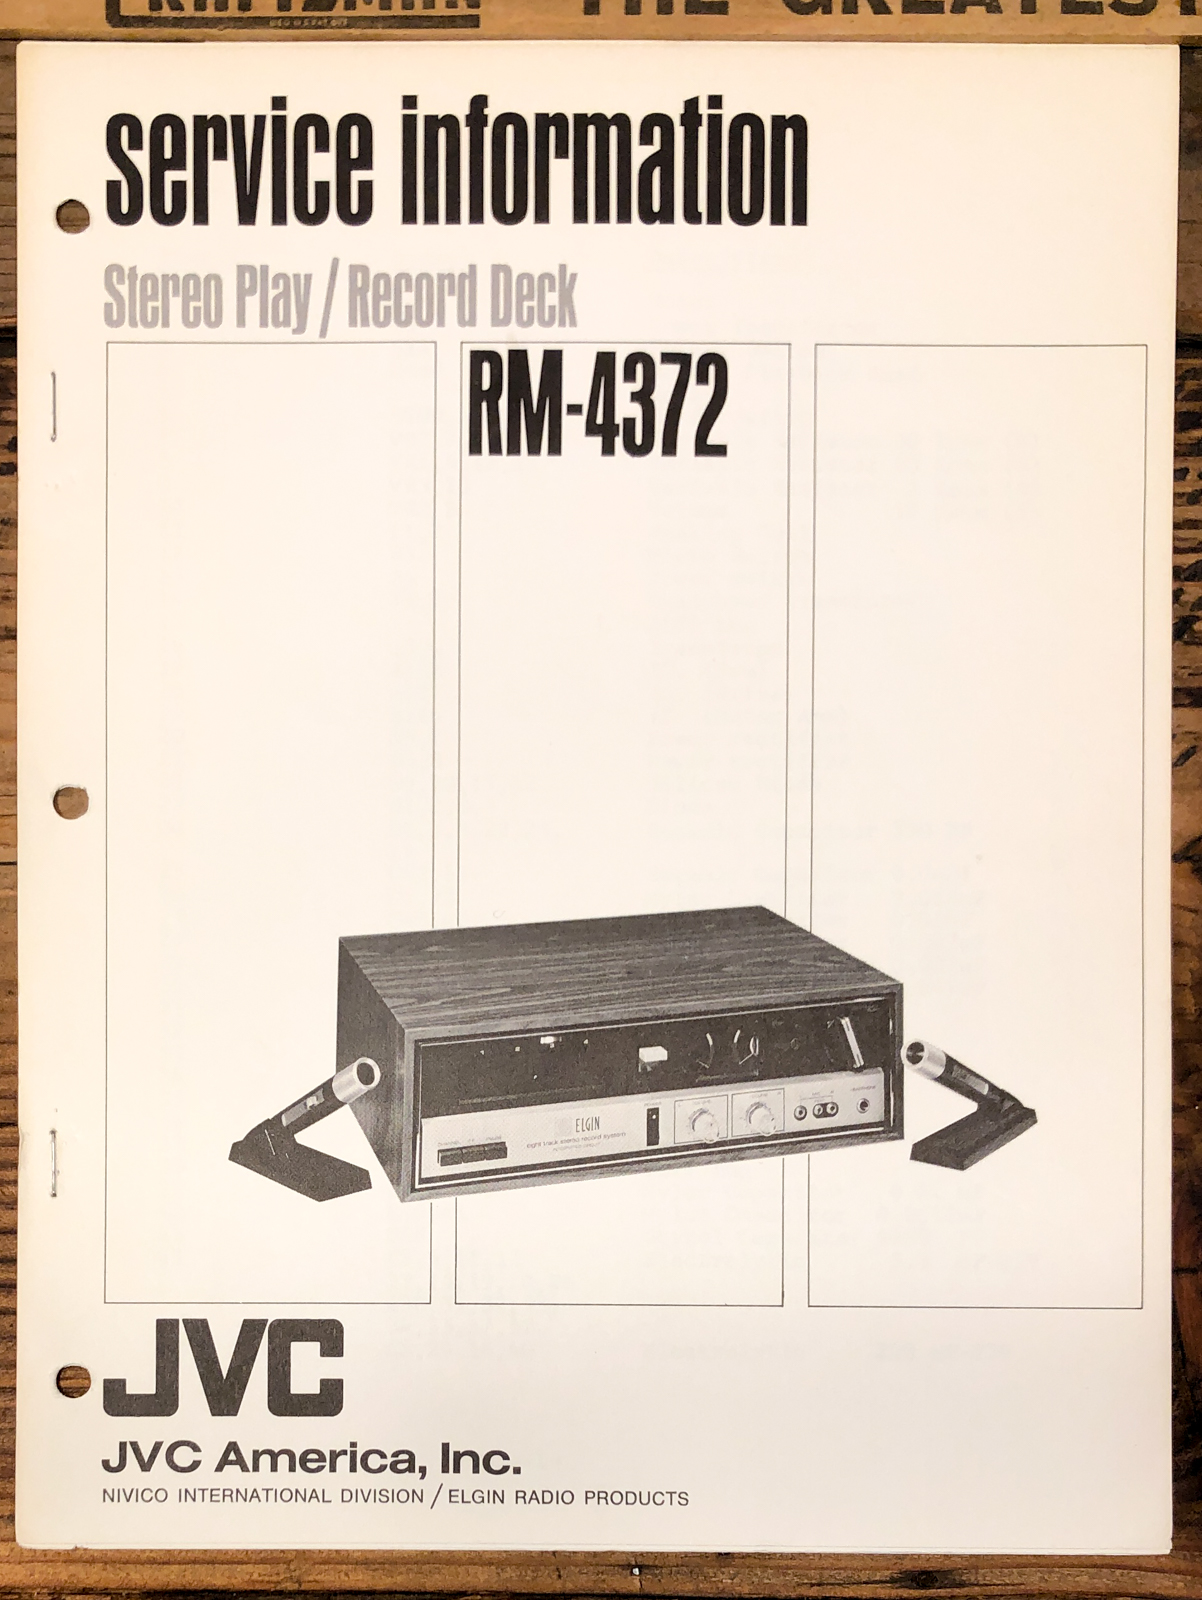 THE GREATEST
service information
Stereo Play / Record Deck
RM-4372
ELGIN
eight track stereo record system
JVC
JVC America, Inc.
NIVICO INTERNATIONAL DIVISION / ELGIN RADIO PRODUCTS